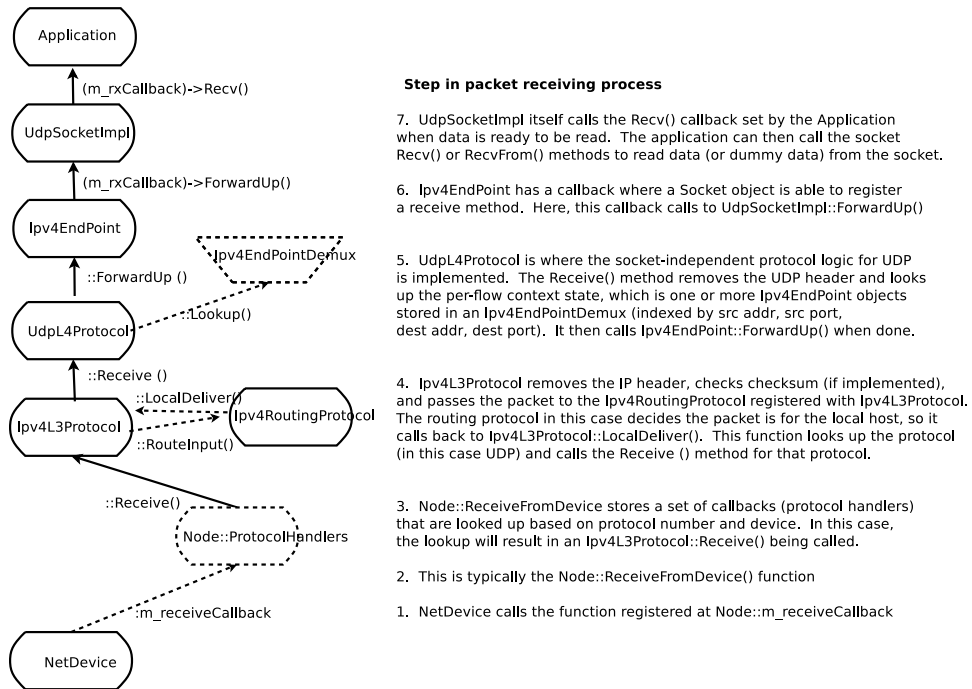 Application
(m_rxCallback)->Recv()
UdpSocketImpl
(m_rxCallback)->ForwardUp()
Ipv4EndPoint
Ipv4EndPointDemux
::ForwardUp ()
::Lookup()
UdpL4Protocol
::Receive ()
::LocalDeliver()
Ipv4L3Protocol
Ipv4RoutingProtocol
::RouteInput()
::Receive()
Node::ProtocolHandlers
:m_receiveCallback
NetDevice
Step in packet receiving process
7. UdpSocketImpl itself calls the Recv() callback set by the Application
when data is ready to be read. The application can then call the socket
Recv() or RecvFrom() methods to read data (or dummy data) from the socket.
6. Ipv4EndPoint has a callback where a Socket object is able to register
a receive method. Here, this callback calls to UdpSocketImpl::ForwardUp()
5. UdpL4Protocol is where the socket-independent protocol logic for UDP
is implemented. The Receive() method removes the UDP header and looks
up the per-flow context state, which is one or more Ipv4EndPoint objects
stored in an Ipv4EndPointDemux (indexed by src addr, src port,
dest addr, dest port). It then calls Ipv4EndPoint::ForwardUp() when done.
4. Ipv4L3Protocol removes the IP header, checks checksum (if implemented),
and passes the packet to the Ipv4RoutingProtocol registered with Ipv4L3Protocol.
The routing protocol in this case decides the packet is for the local host, so it
calls back to Ipv4L3Protocol::LocalDeliver(). This function looks up the protocol
(in this case UDP) and calls the Receive () method for that protocol.
3. Node::ReceiveFromDevice stores a set of callbacks (protocol handlers)
that are looked up based on protocol number and device. In this case,
the lookup will result in an Ipv4L3Protocol::Receive() being called.
2. This is typically the Node::ReceiveFromDevice() function
1. NetDevice calls the function registered at Node::m_receiveCallback